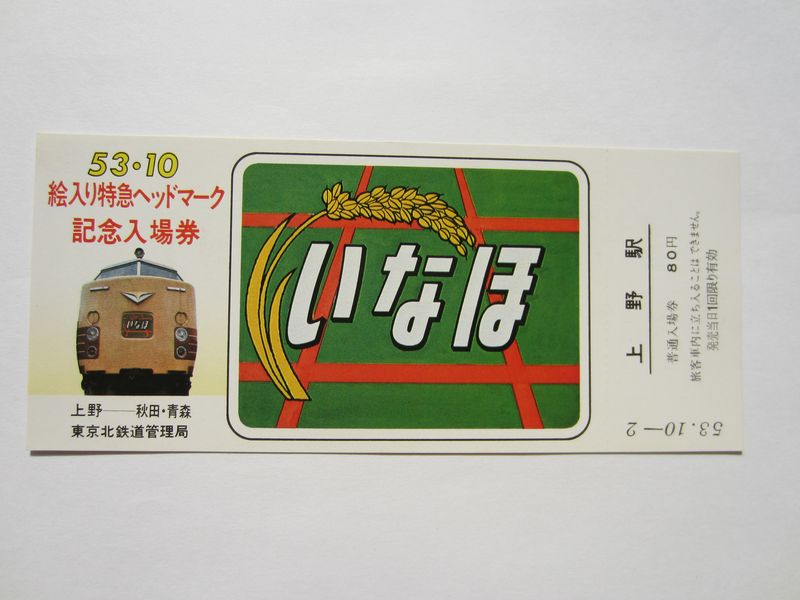 53・10
絵入り特急ヘッドマーク
記念入場券
いなほ
上野――秋田・青森
東京北鉄道管理局
いなほ
上野駅
普通入場券 80円
旅客車内に立ち入ることはできません。
発売当日1回限り有効
53.10―2